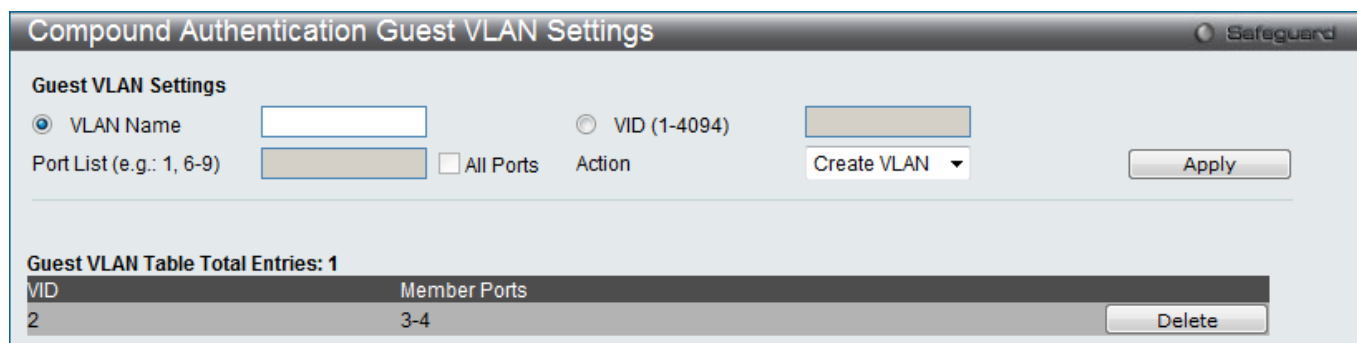 Compound Authentication Guest VLAN Settings Safeguard
Guest VLAN Settings
VLAN Name VID (1-4094)
Port List (e.g.: 1, 6-9) All Ports Action Create VLAN Apply
Guest VLAN Table Total Entries: 1
VID Member Ports
2 3-4 Delete